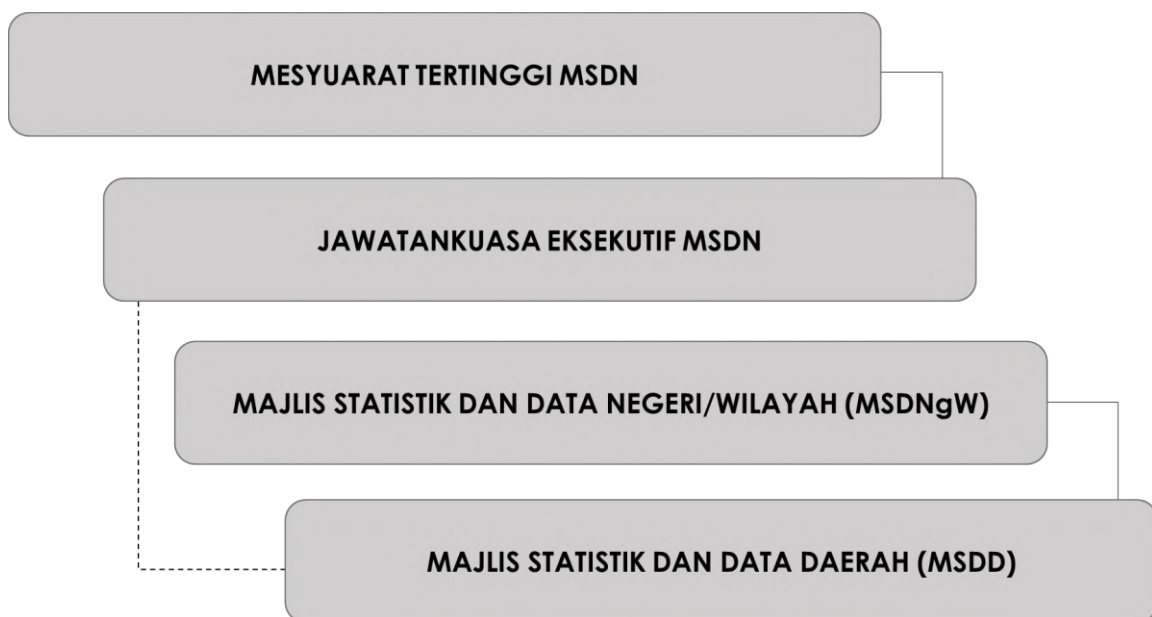 MESYUARAT TERTINGGI MSDN
JAWATANKUASA EKSEKUTIF MSDN
MAJLIS STATISTIK DAN DATA NEGERI/WILAYAH (MSDNgW)
MAJLIS STATISTIK DAN DATA DAERAH (MSDD)